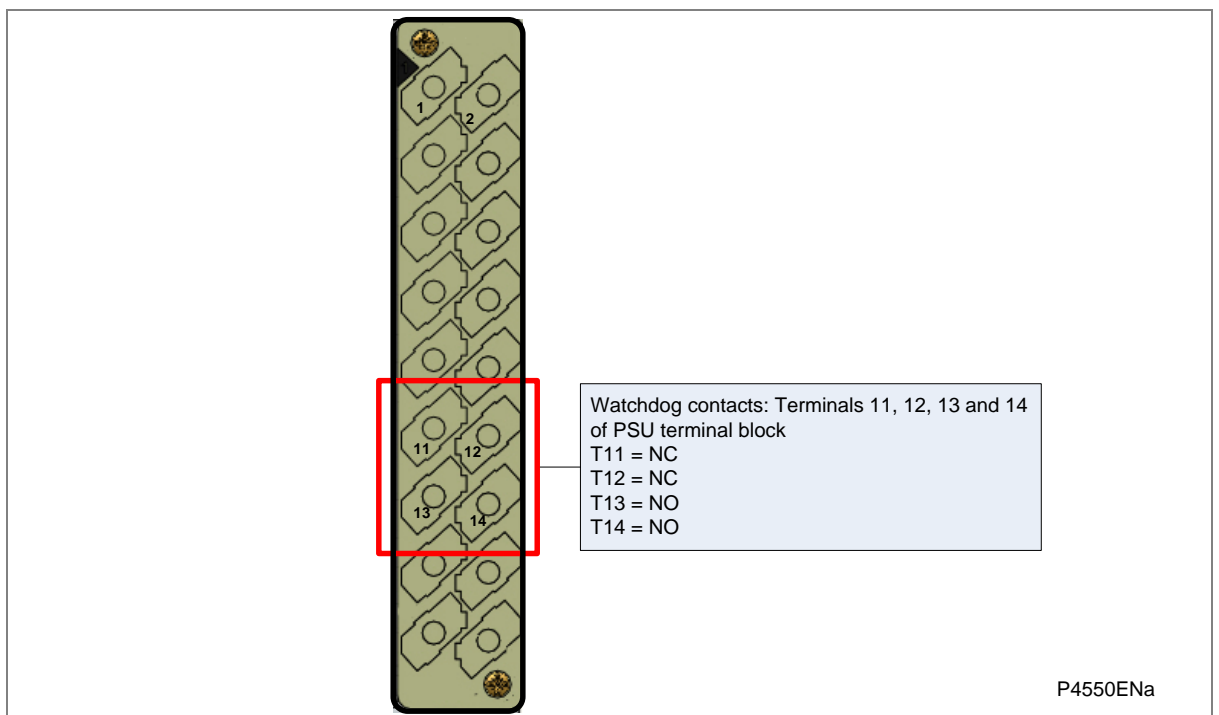 1
2
11
12
13
14
Watchdog contacts: Terminals 11, 12, 13 and 14
of PSU terminal block
T11 = NC
T12 = NC
T13 = NO
T14 = NO
P4550ENa